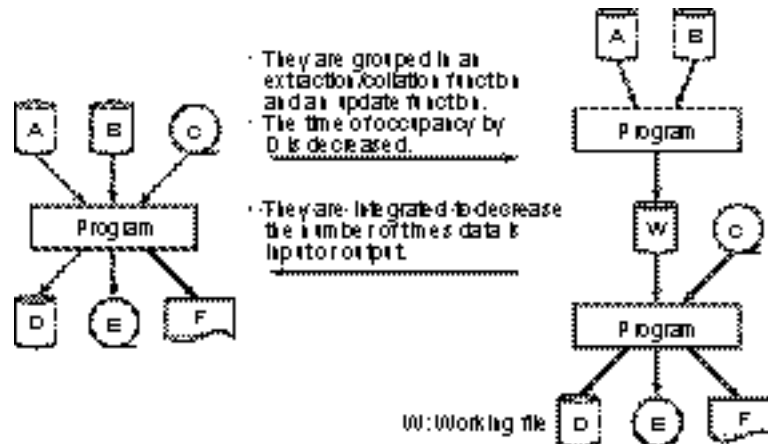 A
B
· They are grouped in an
extraction/collation function
and an update function.
· The time of occupancy by
D is decreased.
A
B
C
Program
Program
· They are integrated to decrease
the number of times data is
input or output.
W
C
Program
D
E
F
Program
W: Working file
D
E
F